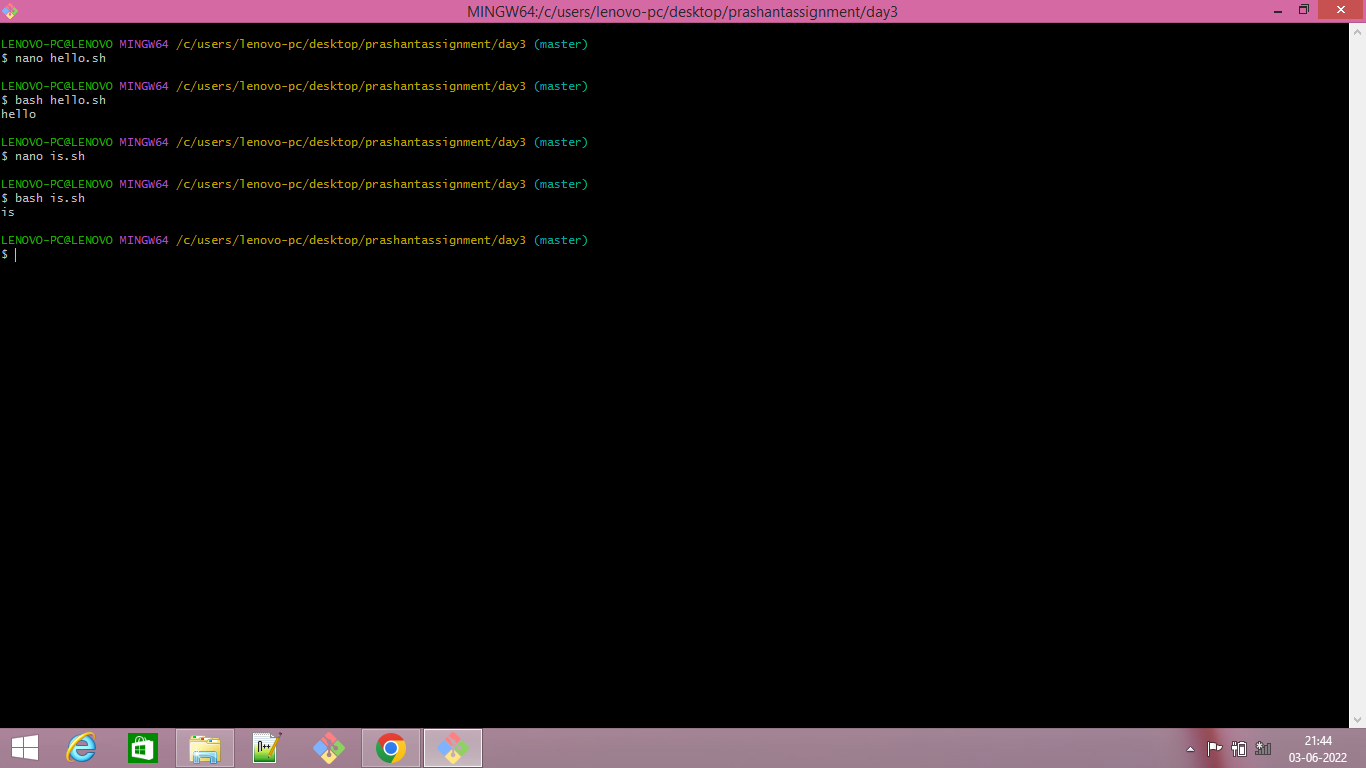 MINGW64:/c/users/lenovo-pc/desktop/prashantassignment/day3
LENOVO-PC@LENOVO MINGW64 /c/users/lenovo-pc/desktop/prashantassignment/day3 (master)
$ nano hello.sh
LENOVO-PC@LENOVO MINGW64 /c/users/lenovo-pc/desktop/prashantassignment/day3 (master)
$ bash hello.sh
hello
LENOVO-PC@LENOVO MINGW64 /c/users/lenovo-pc/desktop/prashantassignment/day3 (master)
$ nano is.sh
LENOVO-PC@LENOVO MINGW64 /c/users/lenovo-pc/desktop/prashantassignment/day3 (master)
$ bash is.sh
is
LENOVO-PC@LENOVO MINGW64 /c/users/lenovo-pc/desktop/prashantassignment/day3 (master)
$
21:44
03-06-2022